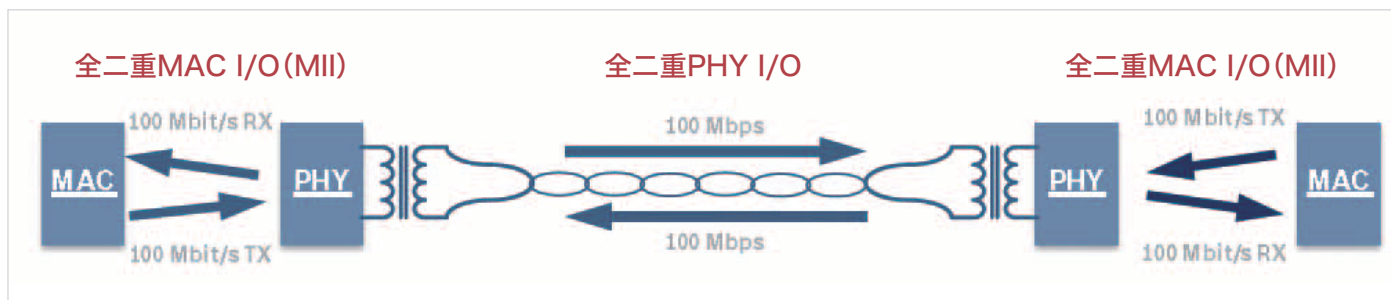 全二重MAC I/O(MII)
全二重PHY I/O
全二重MAC I/O(MII)
100 Mbit/s RX
100 Mbps
100 Mbit/s TX
MAC
PHY
PHY
MAC
100 Mbit/s TX
100 Mbps
100 Mbit/s RX